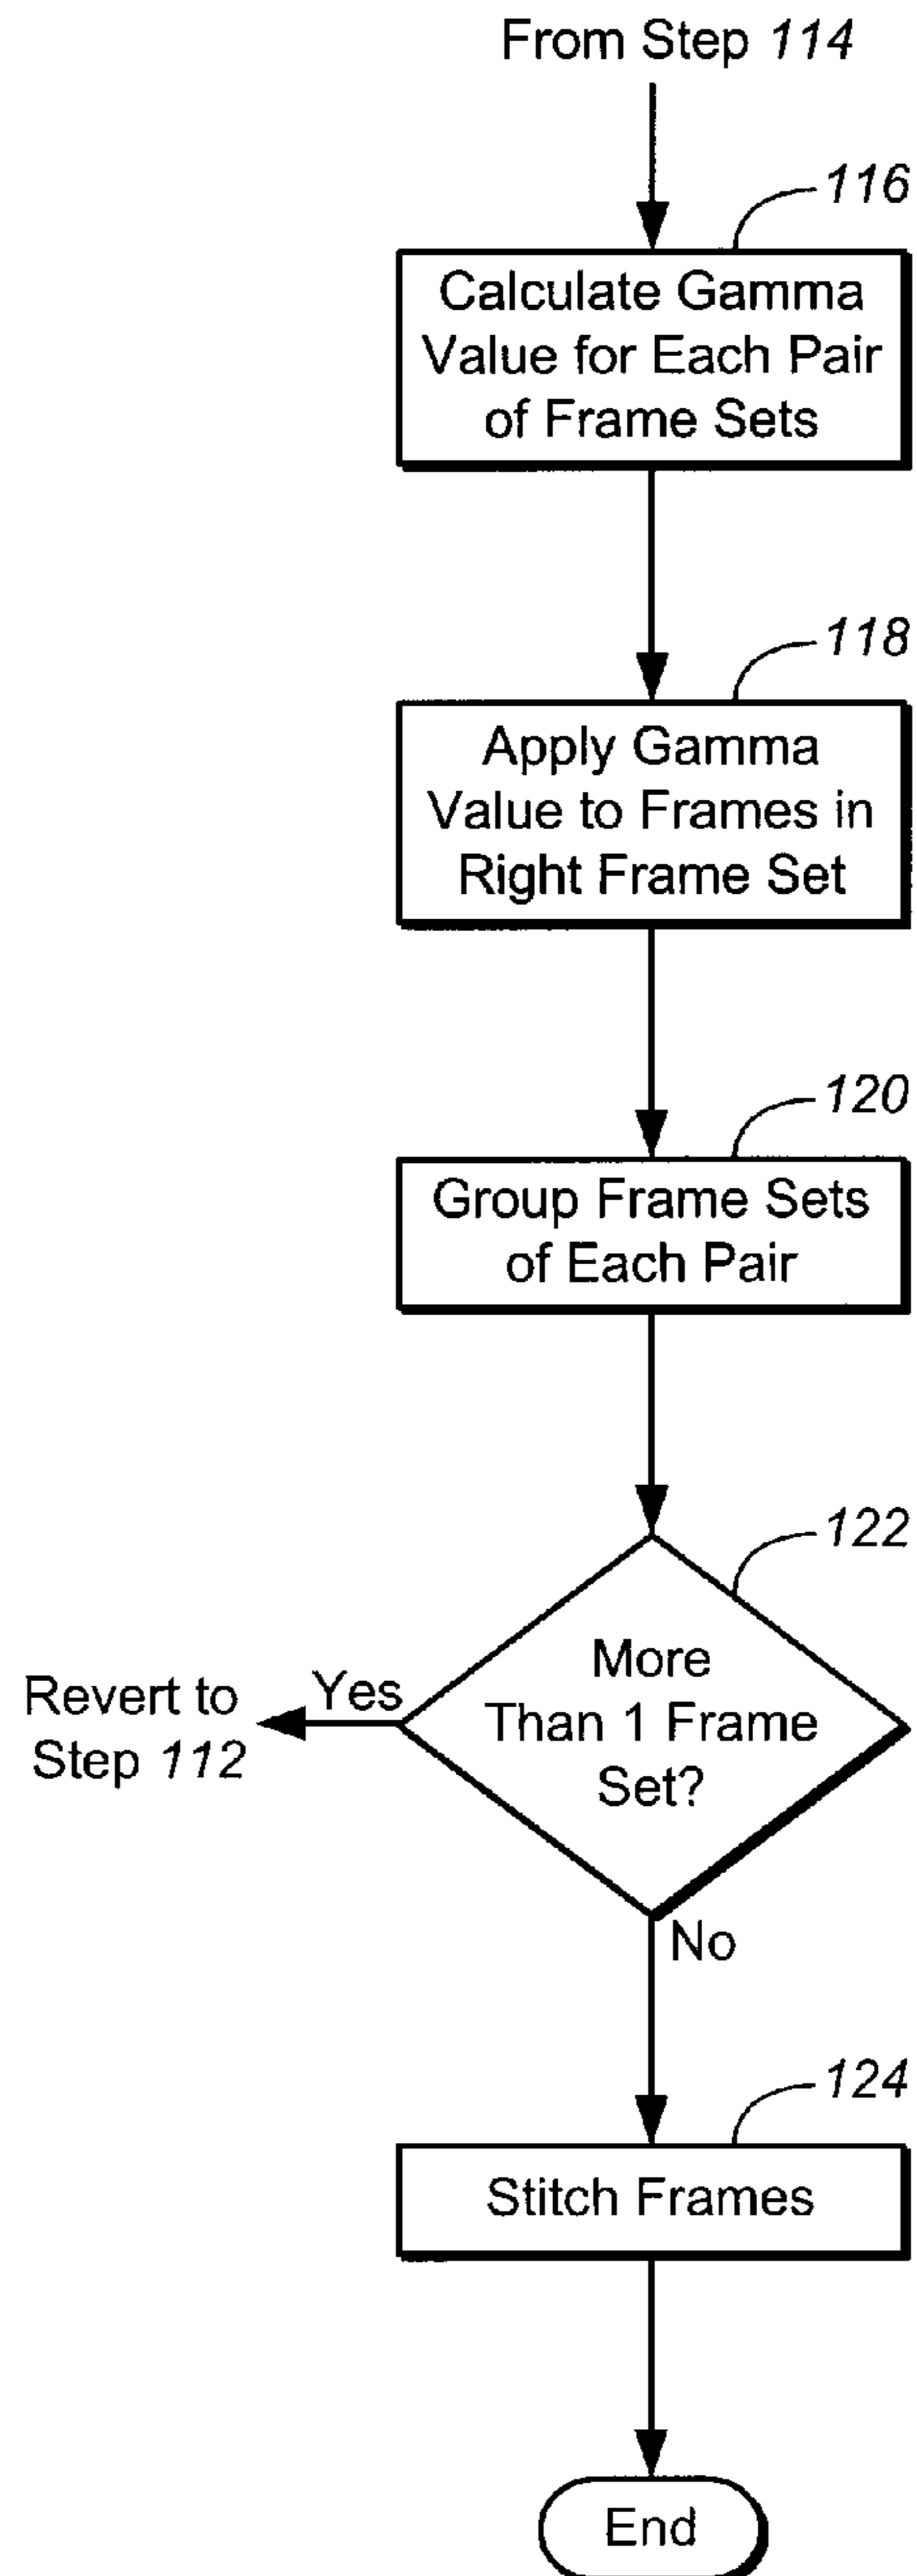 From Step 114
116
Calculate Gamma
Value for Each Pair
of Frame Sets
118
Apply Gamma
Value to Frames in
Right Frame Set
120
Group Frame Sets
of Each Pair
122
More
Than 1 Frame
Set?
Yes
Revert to
Step 112
No
124
Stitch Frames
End